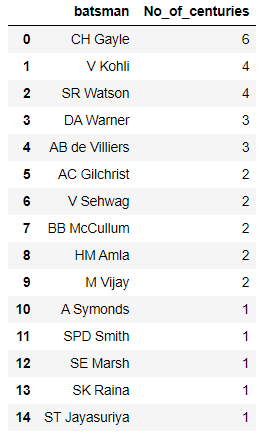 batsman No_of_centuries
0 CH Gayle 6
1 V Kohli 4
2 SR Watson 4
3 DA Warner 3
4 AB de Villiers 3
5 AC Gilchrist 2
6 V Sehwag 2
7 BB McCullum 2
8 HM Amla 2
9 M Vijay 2
10 A Symonds 1
11 SPD Smith 1
12 SE Marsh 1
13 SK Raina 1
14 ST Jayasuriya 1